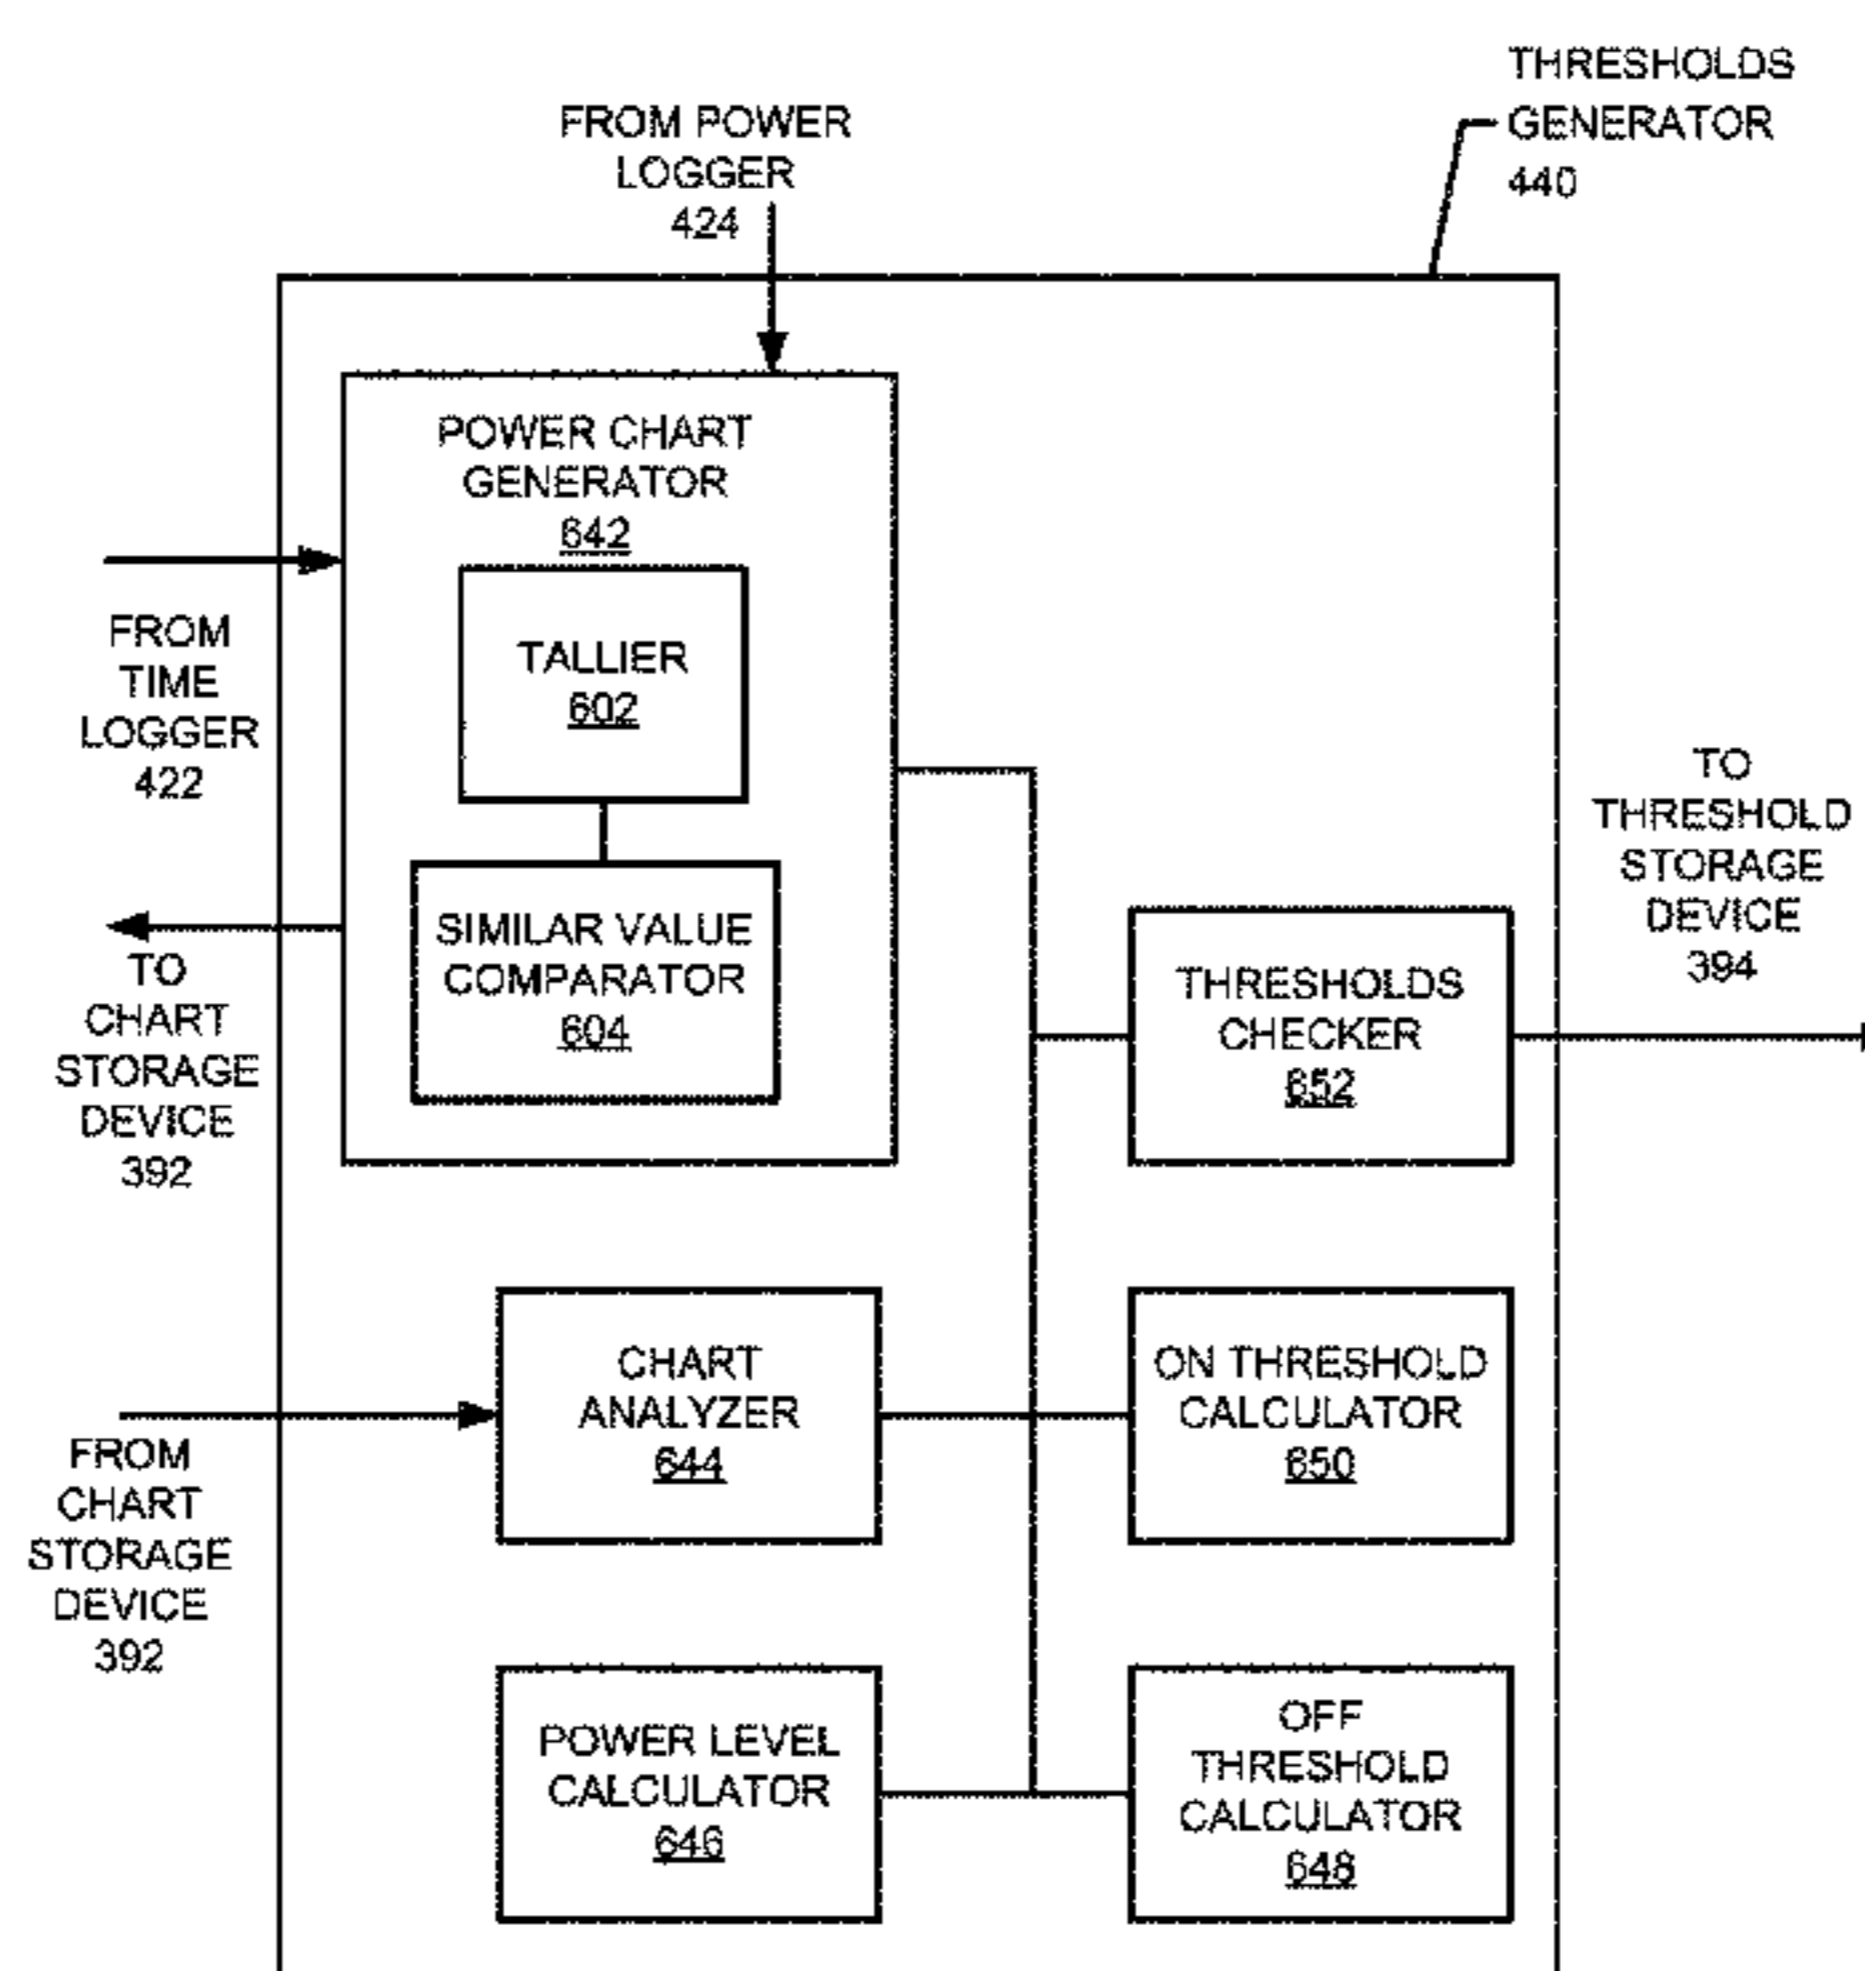 THRESHOLDS
GENERATOR
440
FROM POWER
LOGGER
424
POWER CHART
GENERATOR
642
TALLIER
602
FROM
TIME
LOGGER
422
SIMILAR VALUE
COMPARATOR
604
TO
CHART
STORAGE
DEVICE
392
TO
THRESHOLD
STORAGE
DEVICE
394
THRESHOLDS
CHECKER
652
CHART
ANALYZER
644
ON THRESHOLD
CALCULATOR
650
FROM
CHART
STORAGE
DEVICE
392
POWER LEVEL
CALCULATOR
646
OFF
THRESHOLD
CALCULATOR
648